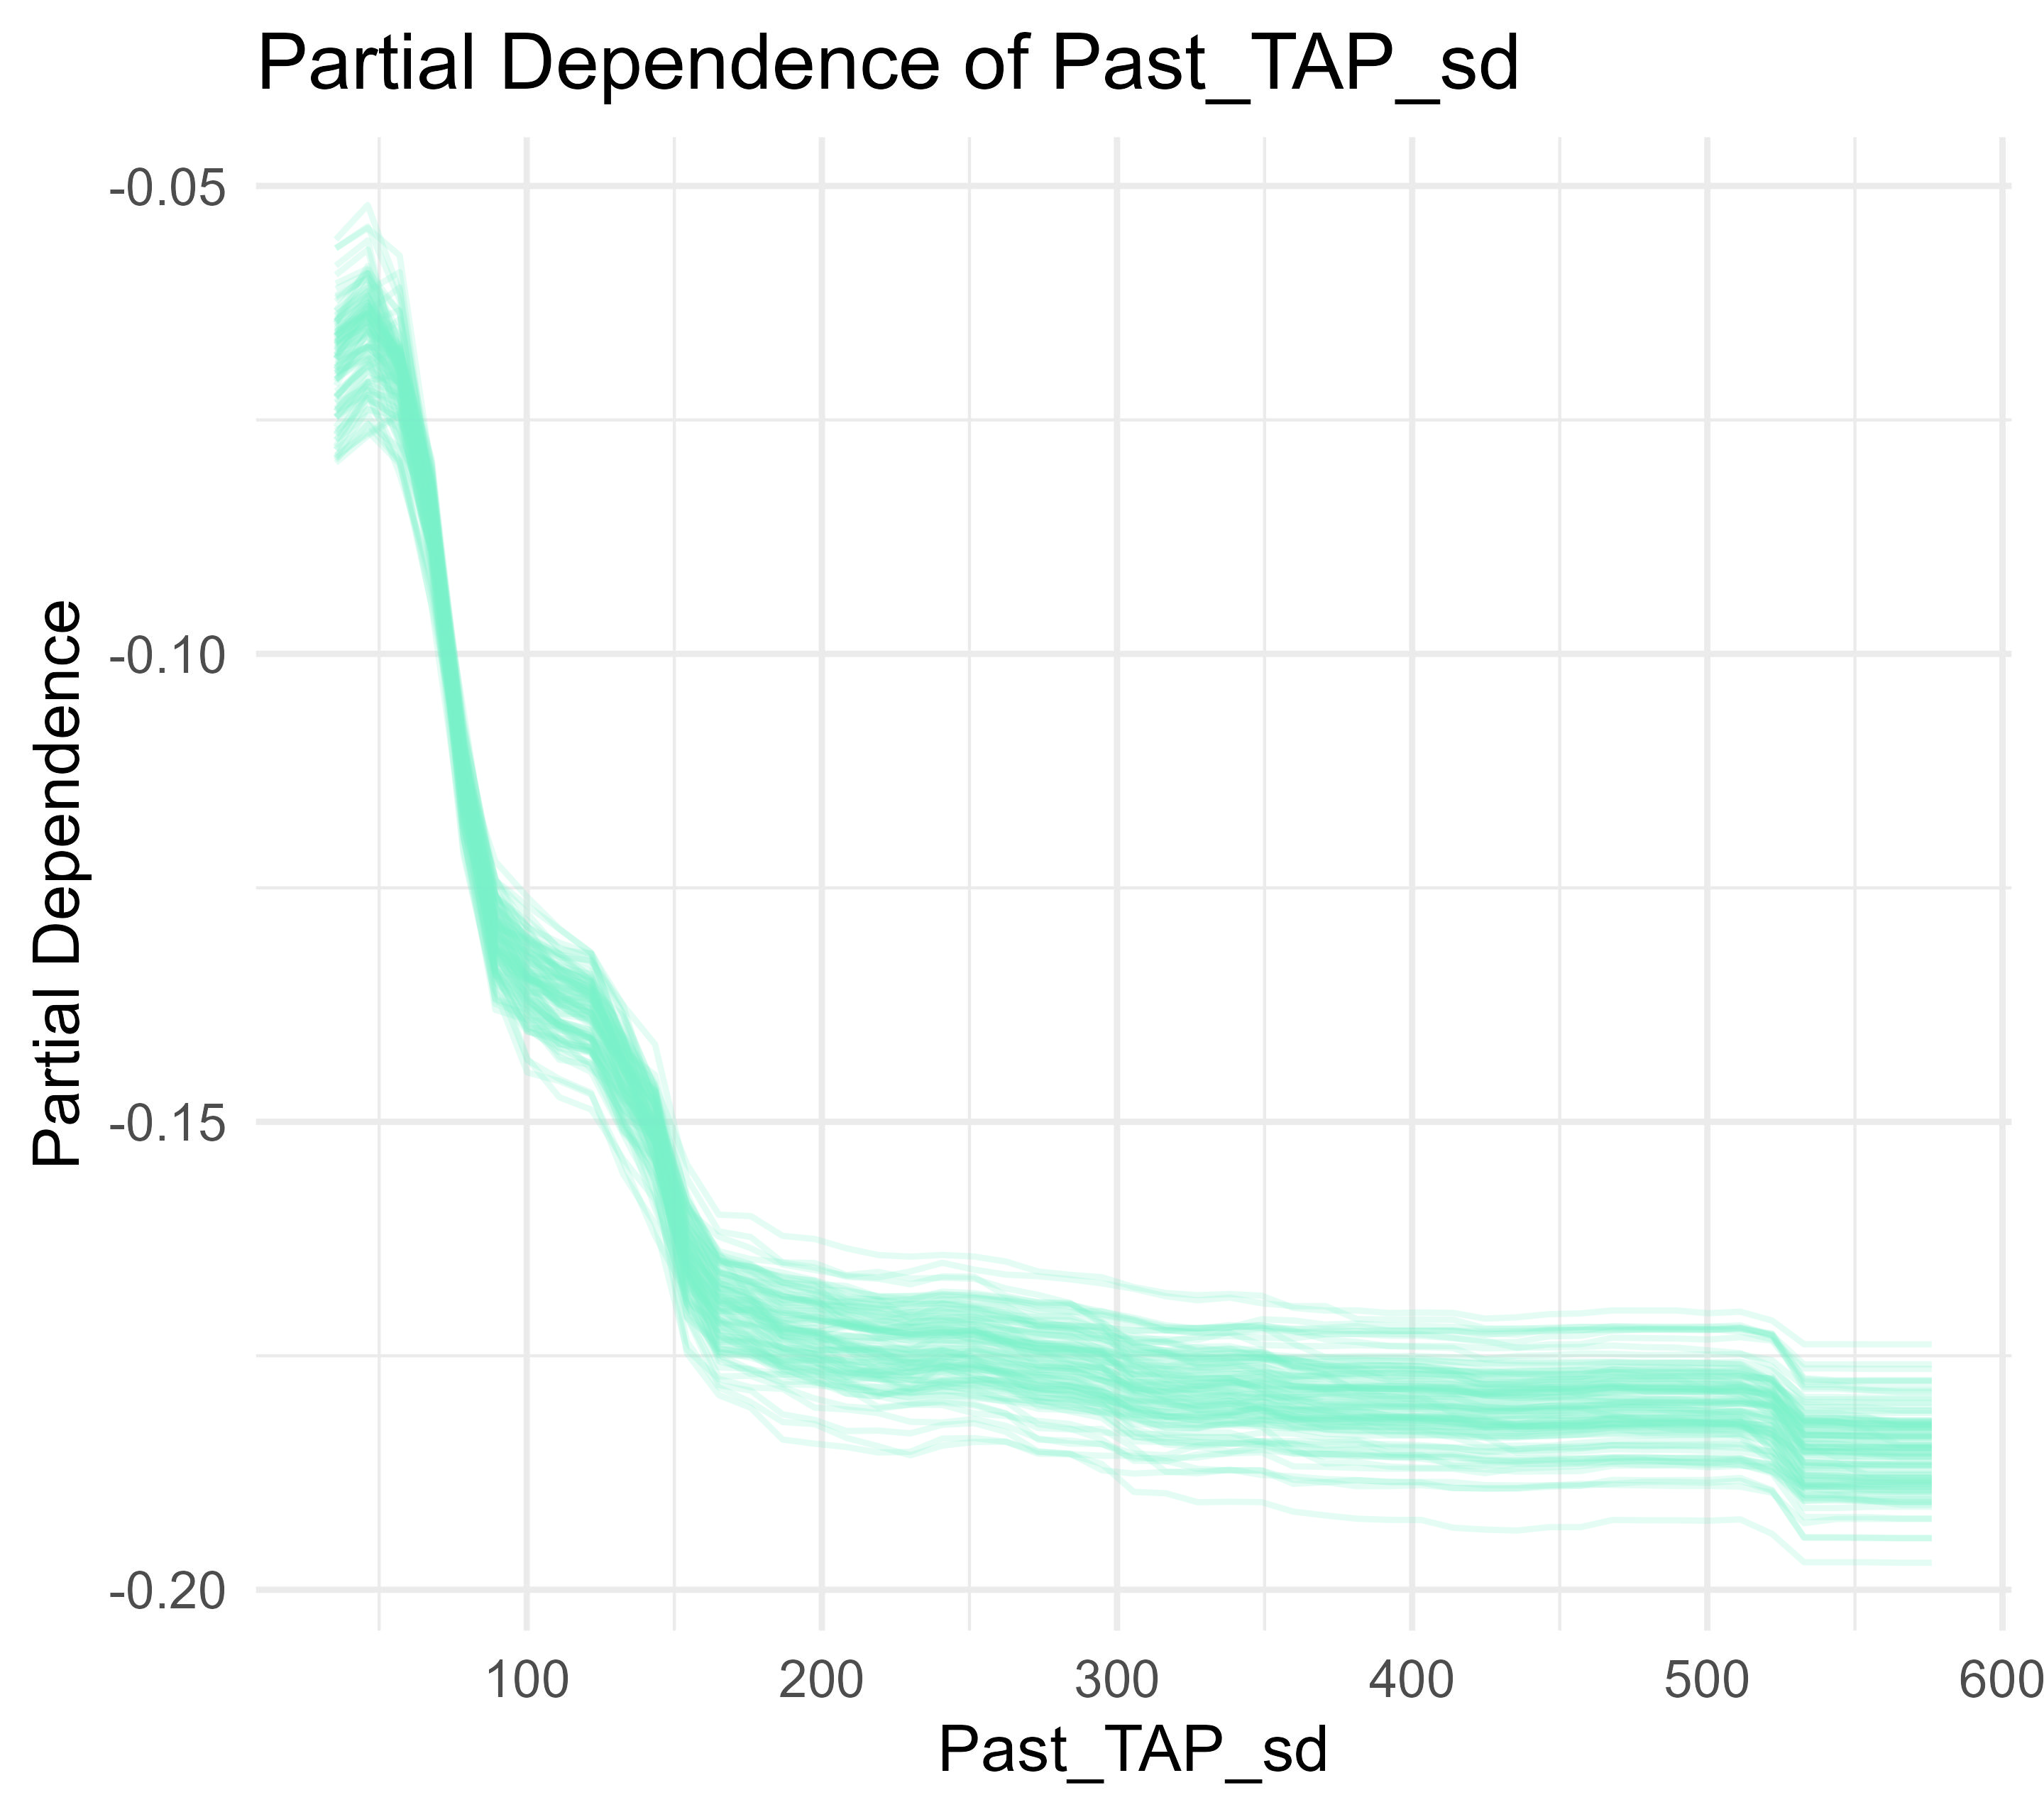 Partial Dependence of Past_TAP_sd
-0.05
-0.10
-0.15
-0.20
Partial Dependence
100 200 300 400 500 600
Past_TAP_sd